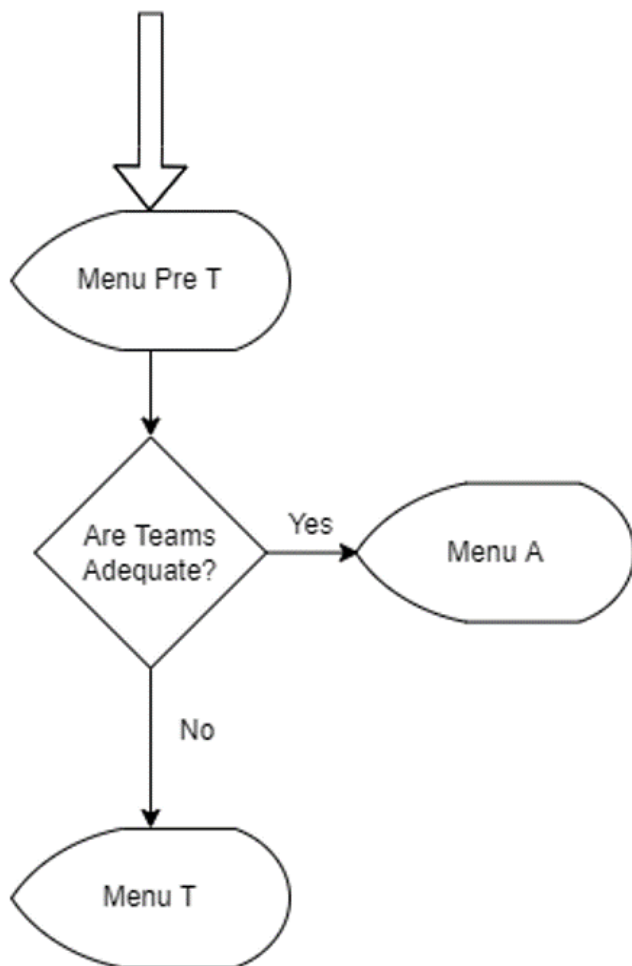 Menu Pre T
Are Teams
Adequate?
Yes
Menu A
No
Menu T